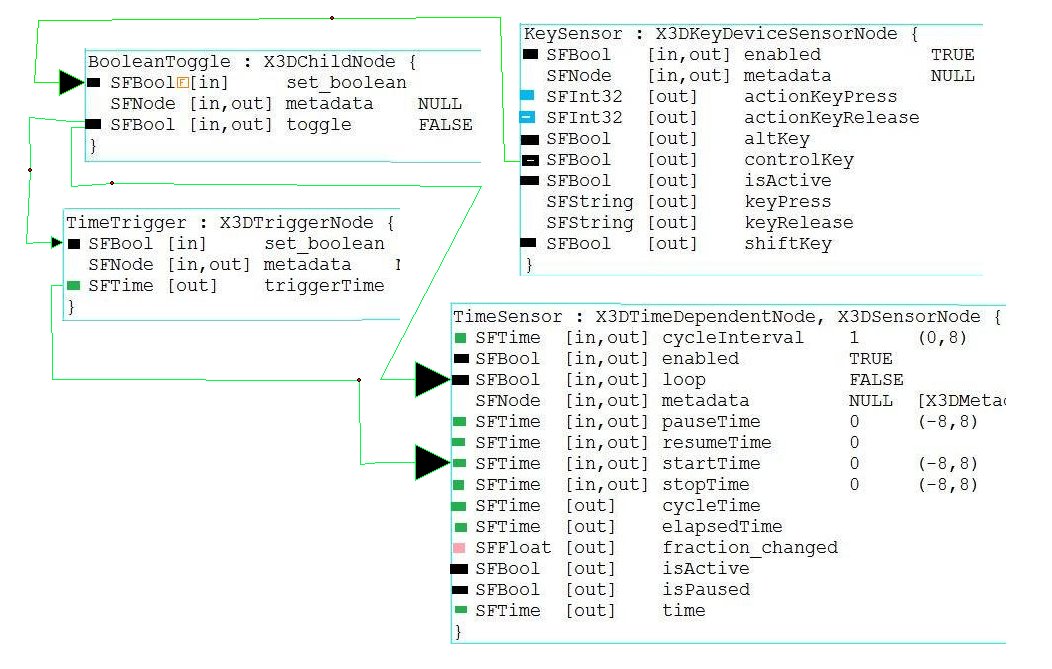 BooleanToggle : X3DChildNode {
SFBool F [in] set_boolean
SFNode [in,out] metadata NULL
SFBool [in,out] toggle FALSE
}
TimeTrigger : X3DTriggerNode {
SFBool [in] set_boolean
SFNode [in,out] metadata
SFTime [out] triggerTime
}
KeySensor : X3DKeyDeviceSensorNode {
SFBool [in,out] enabled TRUE
SFNode [in,out] metadata NULL
SFInt32 [out] actionKeyPress
SFInt32 [out] actionKeyRelease
SFBool [out] altKey
SFBool [out] controlKey
SFBool [out] isActive
SFString [out] keyPress
SFString [out] keyRelease
SFBool [out] shiftKey
}
TimeSensor : X3DTimeDependentNode, X3DSensorNode {
SFTime [in,out] cycleInterval 1 (0,8)
SFBool [in,out] enabled TRUE
SFBool [in,out] loop FALSE
SFNode [in,out] metadata NULL [X3DMeta
SFTime [in,out] pauseTime 0 (-8,8)
SFTime [in,out] resumeTime 0
SFTime [in,out] startTime 0 (-8,8)
SFTime [in,out] stopTime 0 (-8,8)
SFTime [out] cycleTime
SFTime [out] elapsedTime
SFFloat [out] fraction_changed
SFBool [out] isActive
SFBool [out] isPaused
SFTime [out] time
}